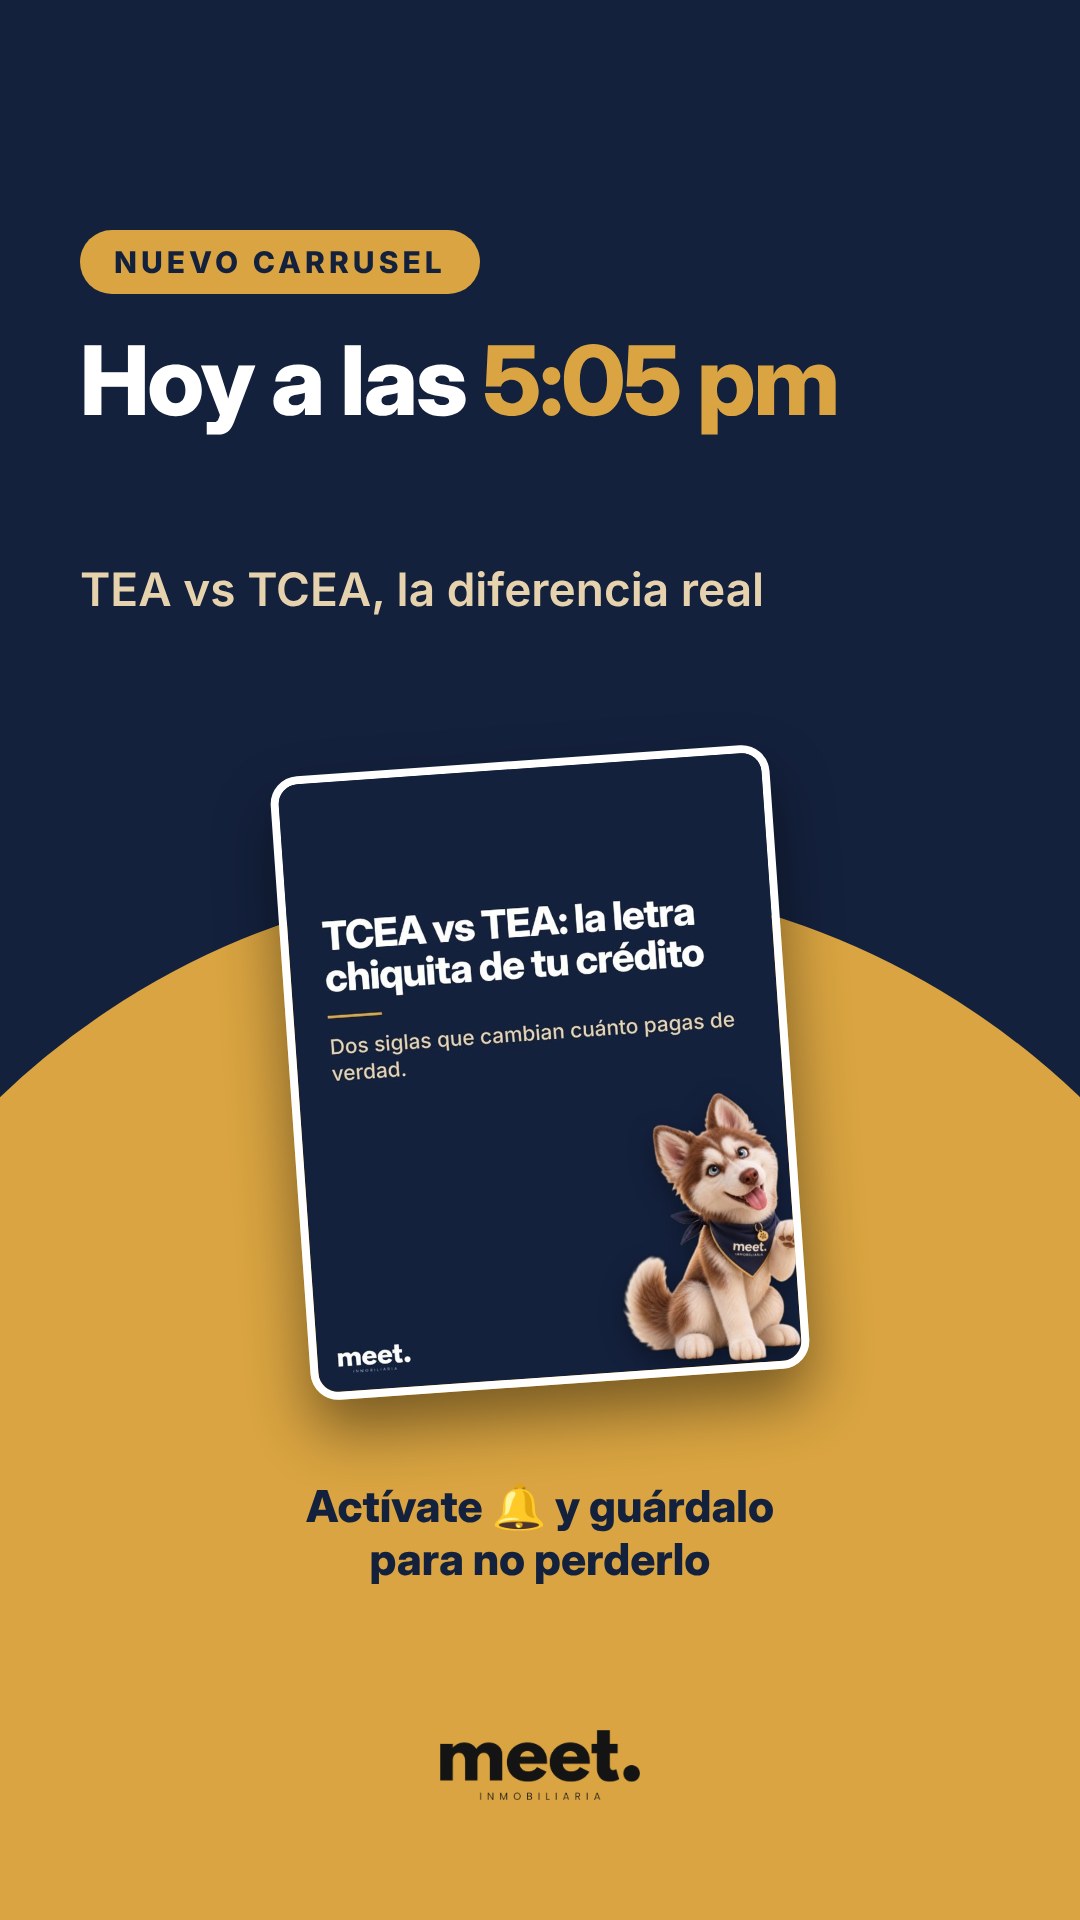 NUEVO CARRUSEL
Hoy a las 5:05 pm
TEA vs TCEA, la diferencia real
TCEA vs TEA: la letra
chiquita de tu crédito
Dos siglas que cambian cuánto pagas de
verdad.
meet.
INMOBILIARIA
meet.
INMOBILIARIA
Actívate 🔔 y guárdalo
para no perderlo
meet.
INMOBILIARIA